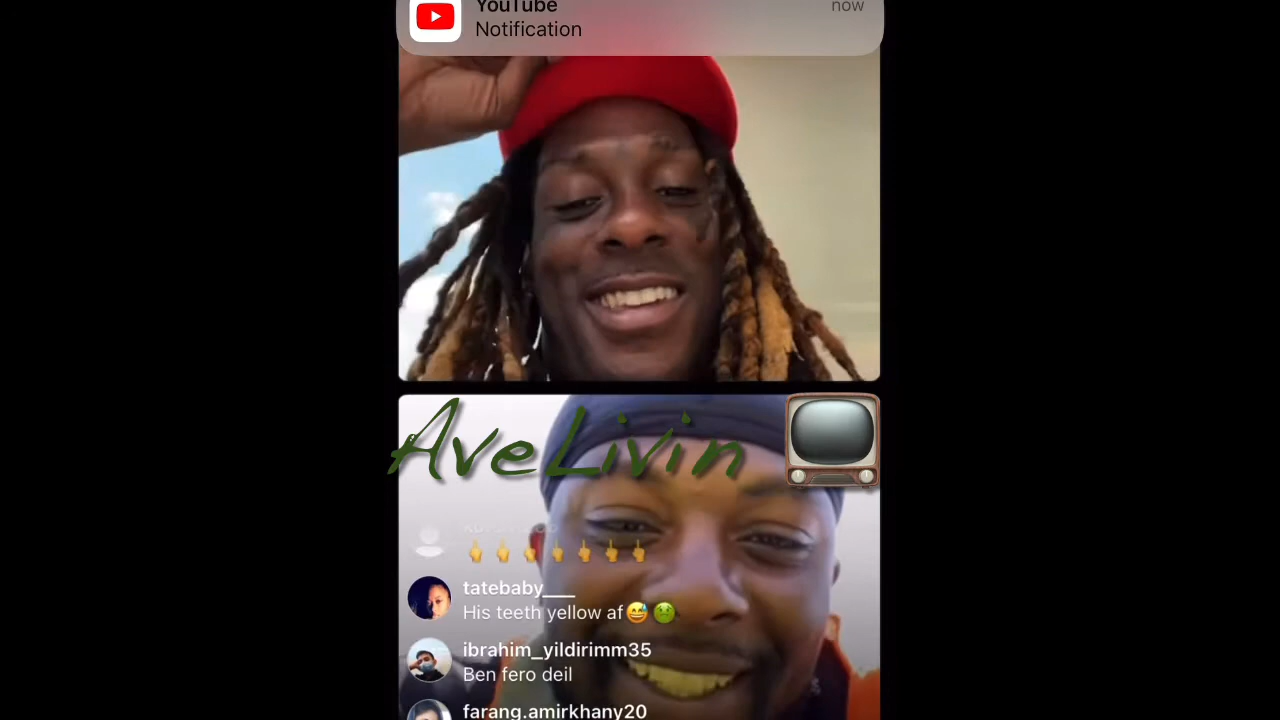 YouTube
now
Notification
AveLivin
tatebaby___
His teeth yellow af😅🤢
ibrahim_yildirimm35
Ben fero deil
farang.amirkhany20